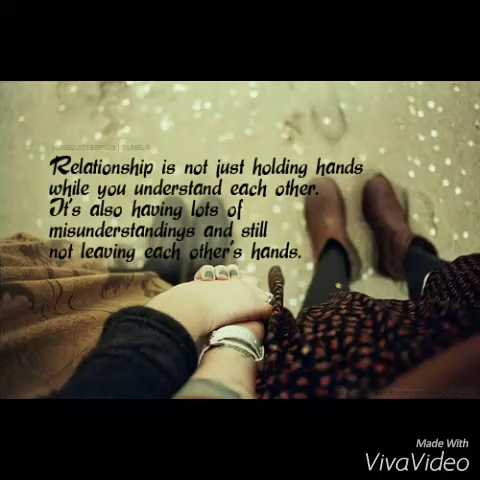 Relationship is not just holding hands
while you understand each other.
It's also having lots of
misunderstandings and still
not leaving each other's hands.
Made With
VivaVideo